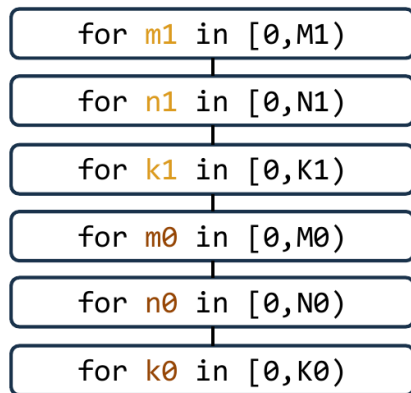 for m1 in [0,M1)
for n1 in [0,N1)
for k1 in [0,K1)
for m0 in [0,M0)
for n0 in [0,N0)
for k0 in [0,K0)